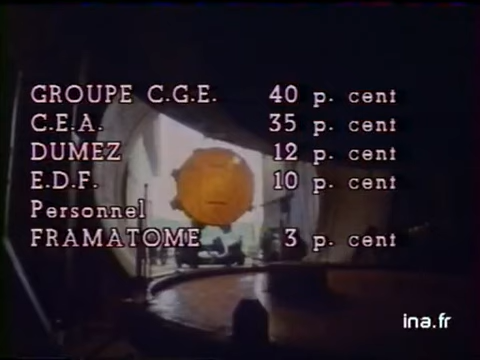 GROUPE C.G.E. 40 p. cent
C.E.A. 35 p. cent
DUMEZ 12 p. cent
E.D.F. 10 p. cent
Personnel
FRAMATOME 3 p. cent
ina.fr